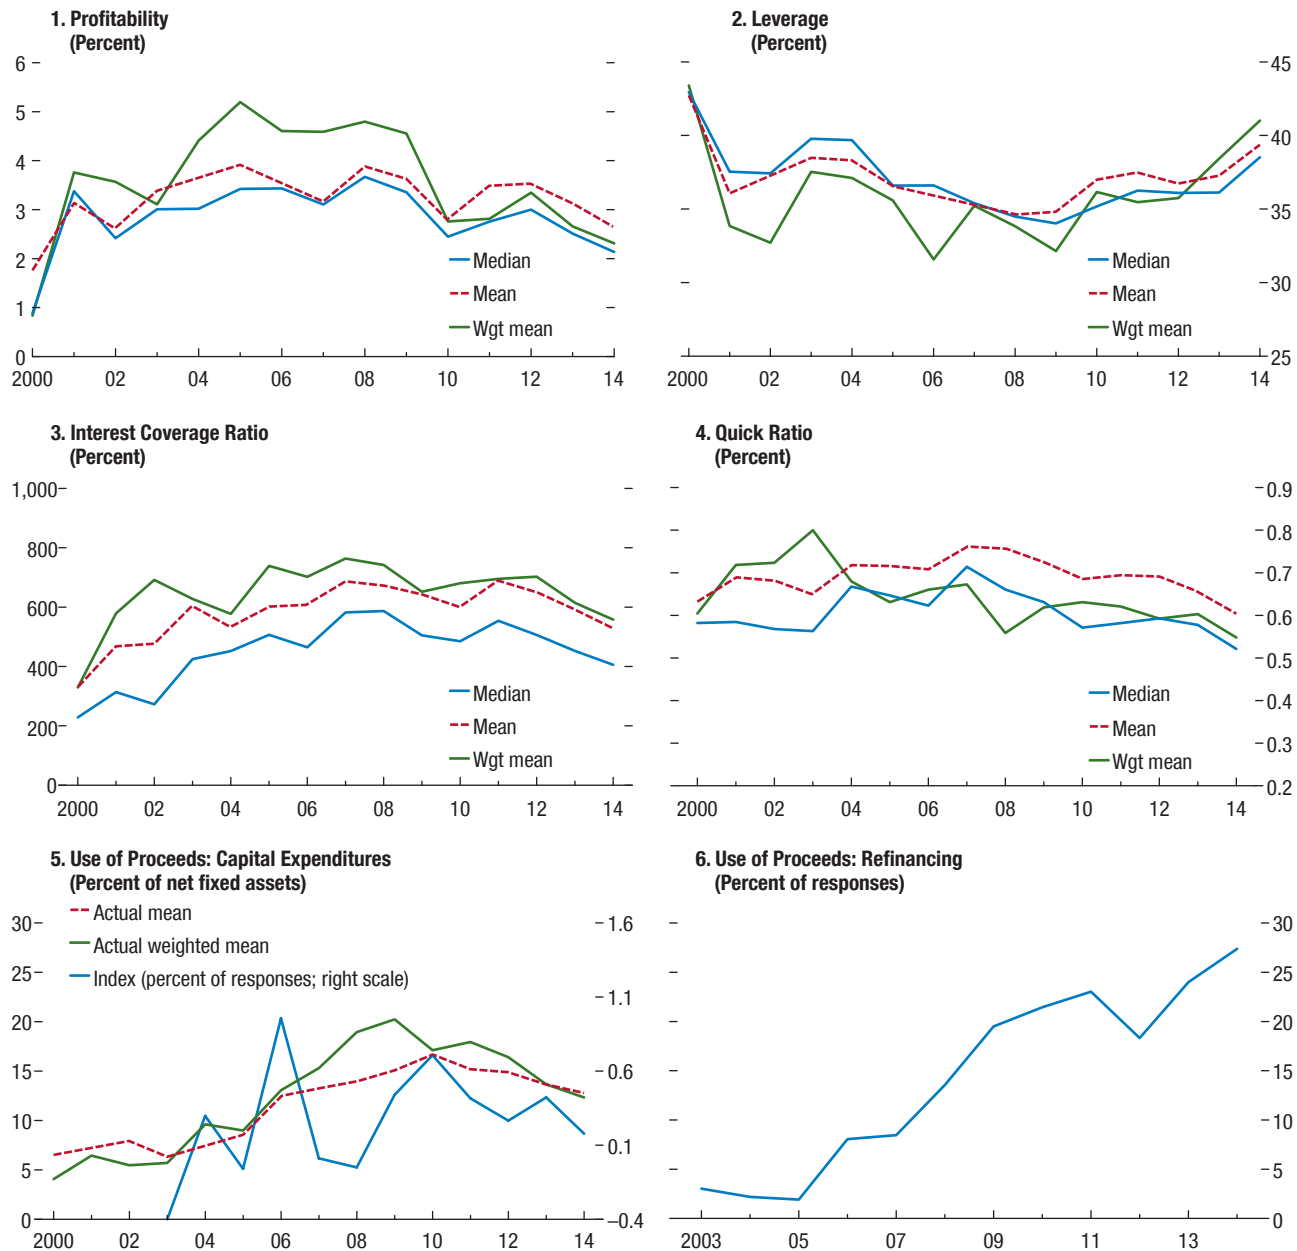 1. Profitability
(Percent)
6
5
4
3
2
1
0
2000 02 04 06 08 10 12 14
Median
Mean
Wgt mean
2. Leverage
(Percent)
45
40
35
30
25
2000 02 04 06 08 10 12 14
Median
Mean
Wgt mean
3. Interest Coverage Ratio
(Percent)
1,000
800
600
400
200
0
2000 02 04 06 08 10 12 14
Median
Mean
Wgt mean
4. Quick Ratio
(Percent)
0.9
0.8
0.7
0.6
0.5
0.4
0.3
0.2
2000 02 04 06 08 10 12 14
Median
Mean
Wgt mean
5. Use of Proceeds: Capital Expenditures
(Percent of net fixed assets)
Actual mean
Actual weighted mean
Index (percent of responses; right scale)
30
25
20
15
10
5
0
1.6
1.1
0.6
0.1
–0.4
2000 02 04 06 08 10 12 14
6. Use of Proceeds: Refinancing
(Percent of responses)
30
25
20
15
10
5
0
2003 05 07 09 11 13